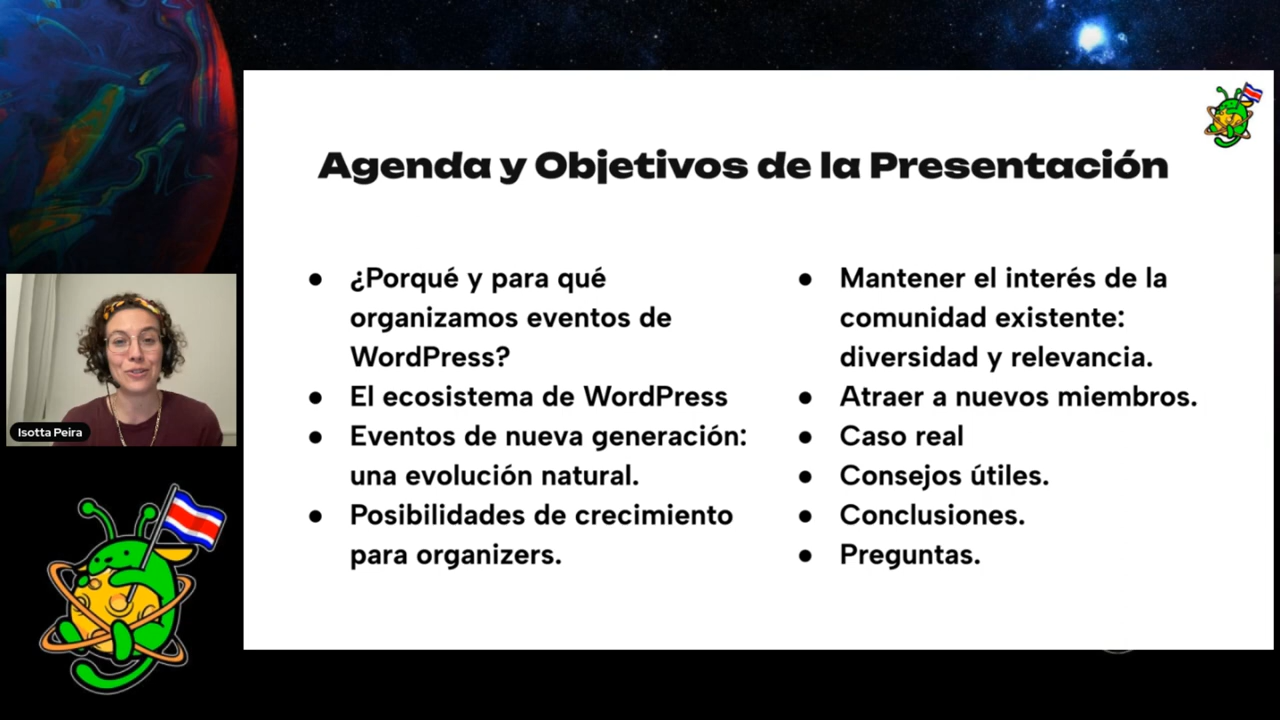 Agenda y Objetivos de la Presentación
¿Porqué y para qué
organizamos eventos de
WordPress?
El ecosistema de WordPress
Eventos de nueva generación:
una evolución natural.
Posibilidades de crecimiento
para organizers.
Mantener el interés de la
comunidad existente:
diversidad y relevancia.
Atraer a nuevos miembros.
Caso real
Consejos útiles.
Conclusiones.
Preguntas.
Isotta Peira